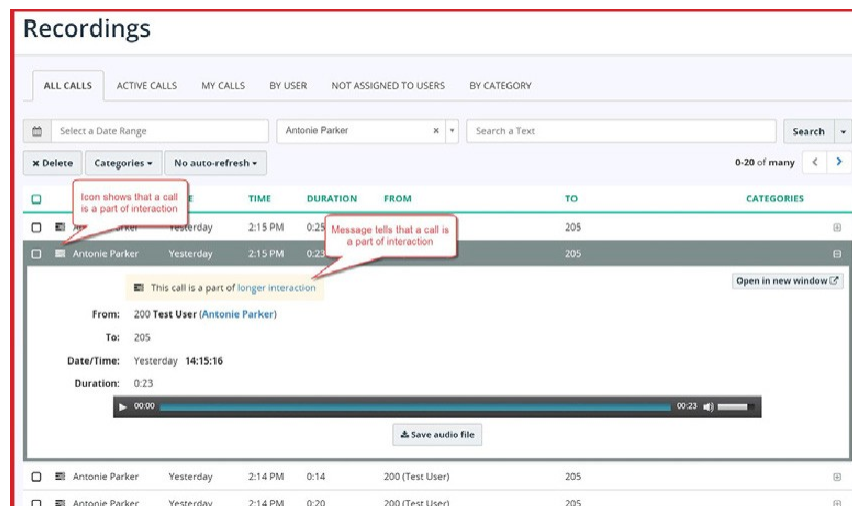 Recordings
ALL CALLS ACTIVE CALLS MY CALLS BY USER NOT ASSIGNED TO USERS BY CATEGORY
Select a Date Range Antonie Parker Search a Text Search
Delete Categories No auto-refresh 0-20 of many
TIME DURATION FROM TO CATEGORIES
Icon shows that a call
is a part of interaction
Yesterday 2:15 PM 0:25 205
Message tells that a call is
a part of interaction
Antonie Parker Yesterday 2:15 PM 0:23 205
This call is a part of longer interaction Open in new window
From: 200 Test User (Antonie Parker)
To: 205
Date/Time: Yesterday 14:15:16
Duration: 0:23
00:00 00:23
Save audio file
Antonie Parker Yesterday 2:14 PM 0:14 200 (Test User) 205
Antonie Parker Yesterday 2:14 PM 0:20 200 (Test User) 205